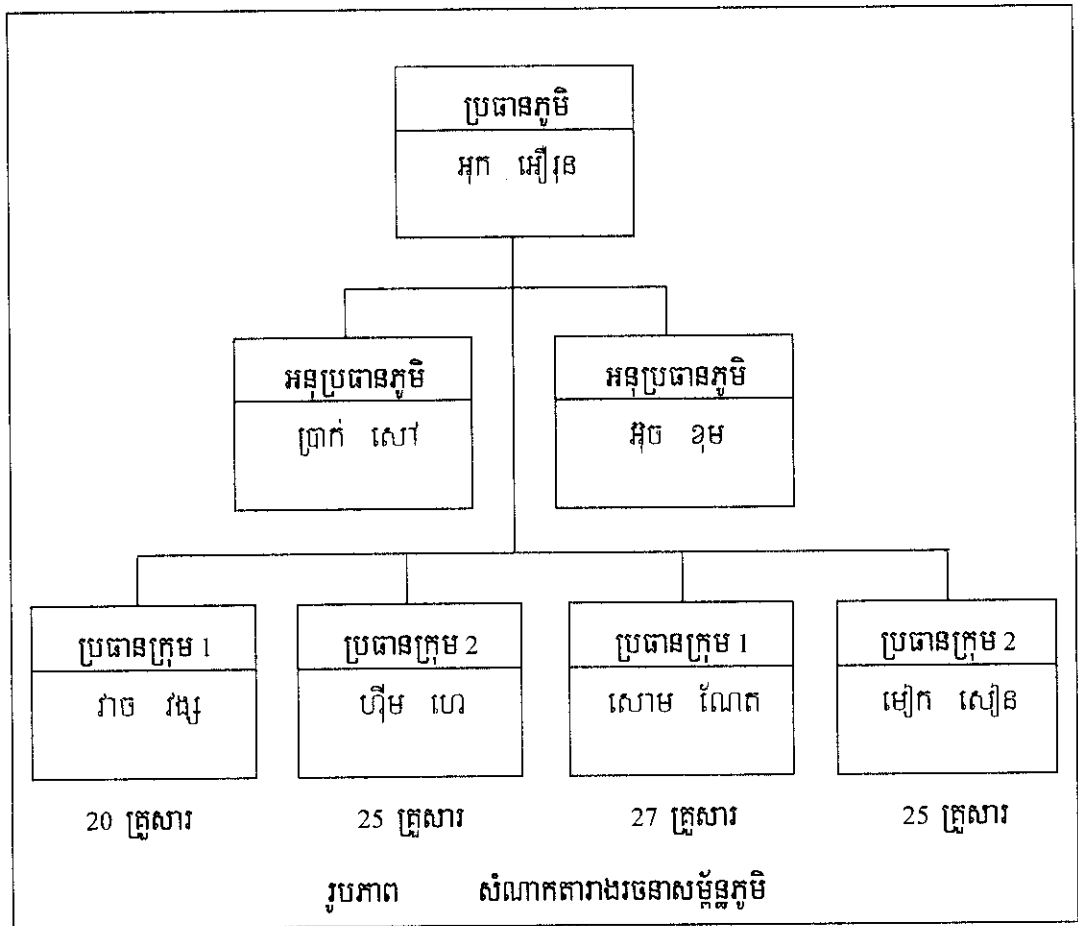 ប្រធានភូមិ
អុក អឿរុន
អនុប្រធានភូមិ
ប្រាក់ សៅ
អនុប្រធានភូមិ
អ៊ុច ខុម
ប្រធានក្រុម 1
វាច វង្ស
ប្រធានក្រុម 2
ហ៊ឹម ហេ
ប្រធានក្រុម 1
សោម ណែត
ប្រធានក្រុម 2
មៀក សៀន
20 គ្រួសារ
25 គ្រួសារ
27 គ្រួសារ
25 គ្រួសារ
រូបភាព សំណាកតារាងរចនាសម្ព័ន្ធភូមិ